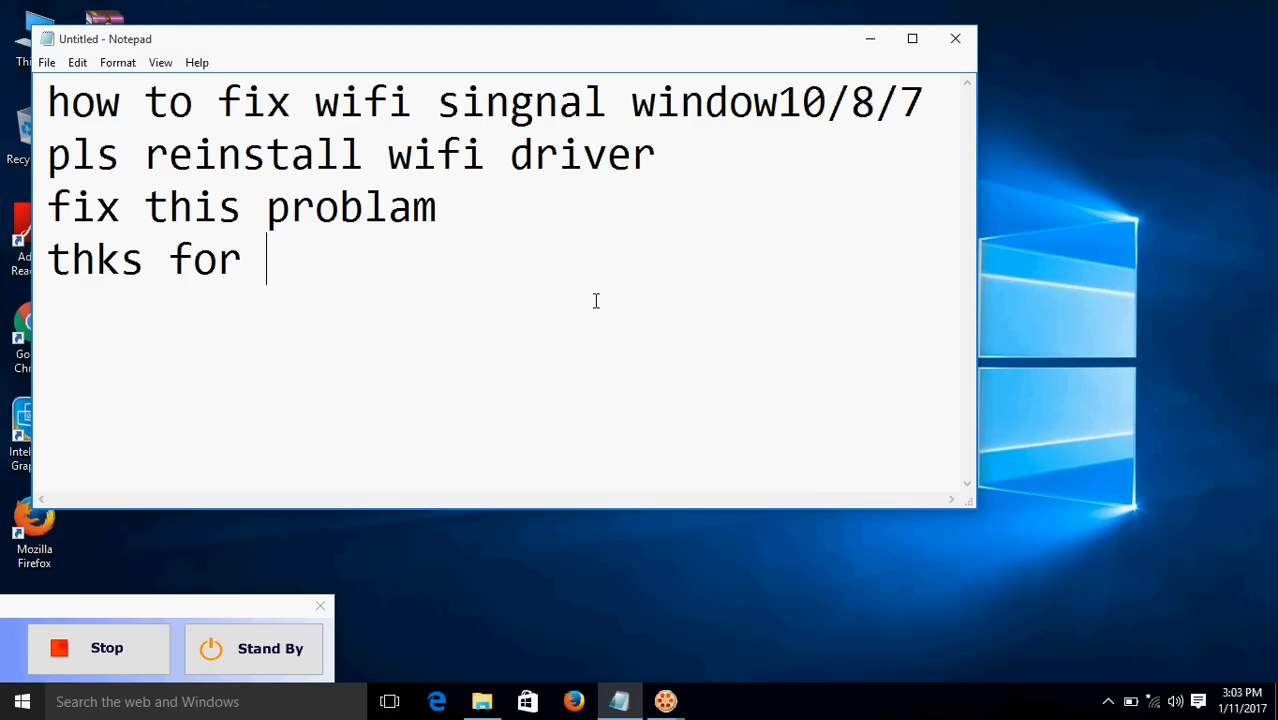 Untitled - Notepad
File Edit Format View Help
how to fix wifi singnal window10/8/7
pls reinstall wifi driver
fix this problam
thks for
Mozilla
Firefox
Stop
Stand By
Search the web and Windows
3:03 PM
1/11/2017